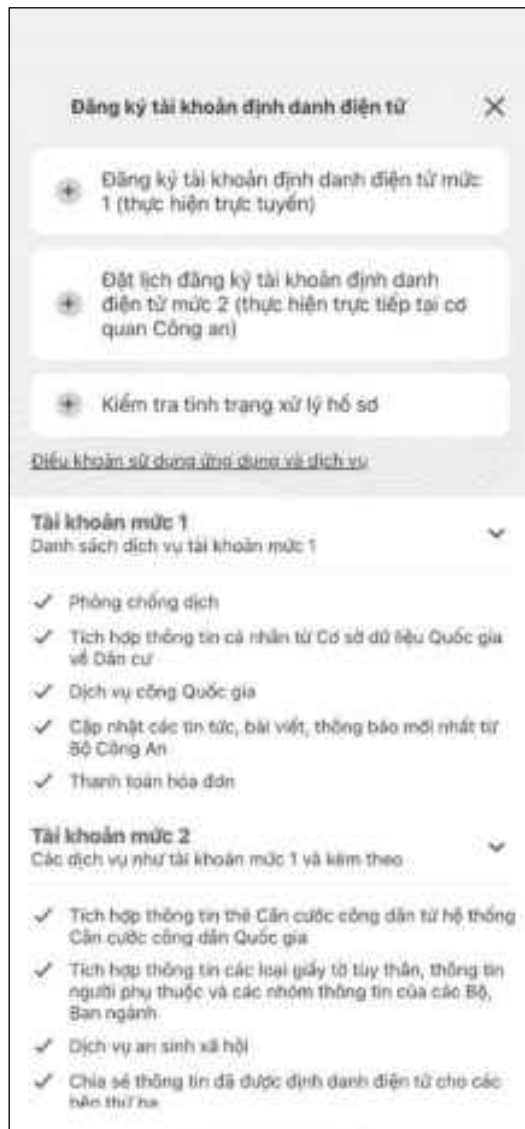 Đăng ký tài khoản định danh điện tử
Đăng ký tài khoản định danh điện tử mức
1 (thực hiện trực tuyến)
Đặt lịch đăng ký tài khoản định danh
điện tử mức 2 (thực hiện trực tiếp tại cơ
quan Công an)
Kiểm tra tình trạng xử lý hồ sơ
Điều khoản sử dụng ứng dụng và dịch vụ
Tài khoản mức 1
Danh sách dịch vụ tài khoản mức 1
Phòng chống dịch
Tích hợp thông tin cá nhân từ Cơ sở dữ liệu Quốc gia
về Dân cư
Dịch vụ công Quốc gia
Cập nhật các tin tức, bài viết, thông báo mới nhất từ
Bộ Công An
Thanh toán hóa đơn
Tài khoản mức 2
Các dịch vụ như tài khoản mức 1 và kèm theo
Tích hợp thông tin thẻ Căn cước công dân từ hệ thống
Căn cước công dân Quốc gia
Tích hợp thông tin các loại giấy tờ tùy thân, thông tin
người phụ thuộc và các nhóm thông tin của các Bộ,
Ban ngành
Dịch vụ an sinh xã hội
Chia sẻ thông tin đã được định danh điện tử cho các
bên thứ ba